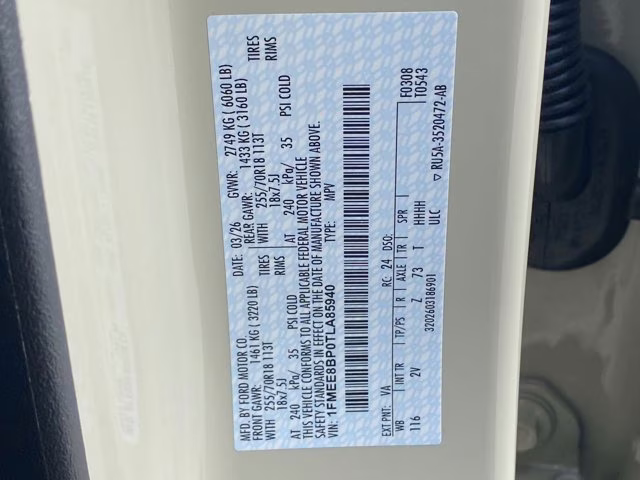 MFD. BY FORD MOTOR CO.
DATE: 03/26 GVWR: 2749 KG ( 6060 LB)
FRONT GAWR: 1461 KG ( 3220 LB) REAR GAWR: 1433 KG ( 3160 LB)
255/70R18 113T TIRES WITH 255/70R18 113T TIRES
18x7.5J RIMS 18x7.5J RIMS
AT 240 kPa/ 35 PSI COLD AT 240 kPa/ 35 PSI COLD
THIS VEHICLE CONFORMS TO ALL APPLICABLE FEDERAL MOTOR VEHICLE
SAFETY STANDARDS IN EFFECT ON THE DATE OF MANUFACTURE SHOWN ABOVE.
VIN: 1FMEE8BP0TLA85940 TYPE: MPV
F0308
T0543
EXT PNT: VA RC: 24 DSO:
WB INT TR TP/PS R AXLE TR SPR
116 2V Z 73 T HHHH
ULC
3202603186901
▽ RU5A-3520472-AB